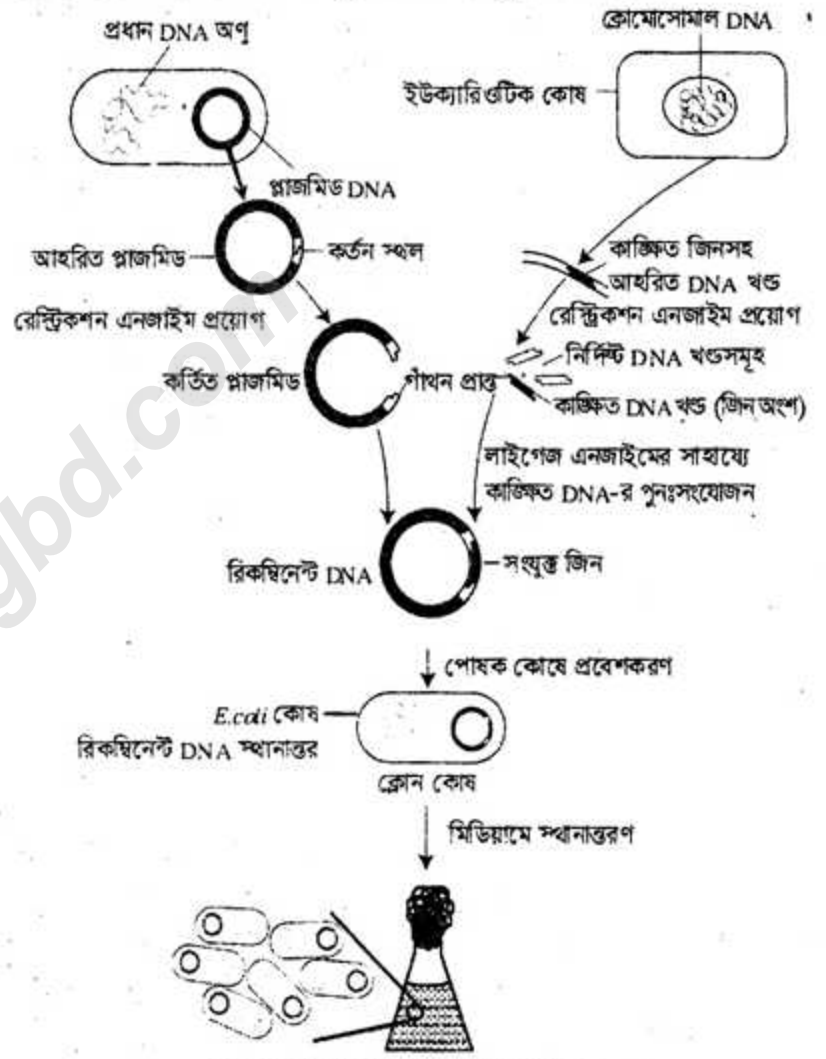 প্রধান DNA অণু
ক্রোমোসোমাল DNA
ইউক্যারিওটিক কোষ
প্লাজমিড DNA
আহরিত প্লাজমিড
কর্তন স্থল
কাঙ্ক্ষিত জিনসহ
আহরিত DNA খণ্ড
রেস্ট্রিকশন এনজাইম প্রয়োগ
রেস্ট্রিকশন এনজাইম প্রয়োগ
নির্দিষ্ট DNA খণ্ডসমূহ
কর্তিত প্লাজমিড
গাঁথন প্রান্ত
কাঙ্ক্ষিত DNA খণ্ড (জিন অংশ)
লাইগেজ এনজাইমের সাহায্যে
কাঙ্ক্ষিত DNA-র পুনঃসংযোজন
রিকম্বিনেন্ট DNA
সংযুক্ত জিন
পোষক কোষে প্রবেশকরণ
E.coli কোষ
রিকম্বিনেন্ট DNA স্থানান্তর
ক্লোন কোষ
মিডিয়ামে স্থানান্তরণ
gbd.com